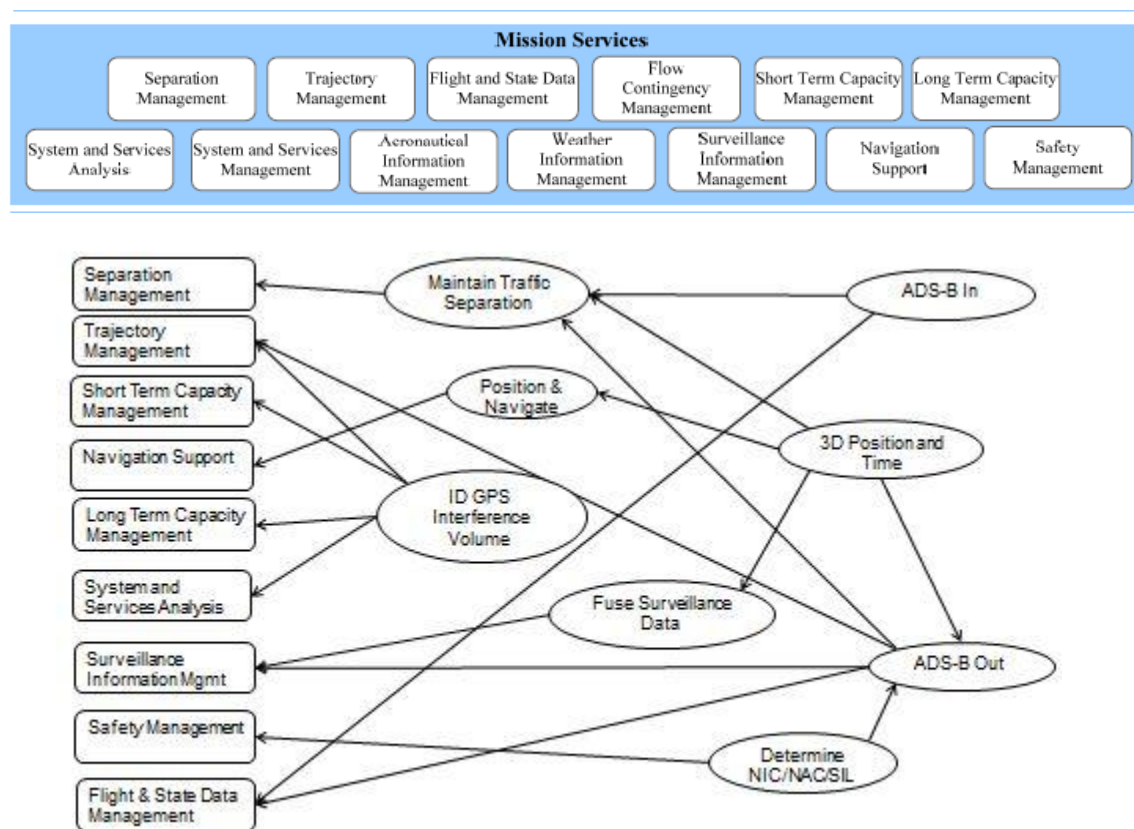 Mission Services
Separation
Management
Trajectory
Management
Flight and State Data
Management
Flow
Contingency
Management
Short Term Capacity
Management
Long Term Capacity
Management
System and Services
Analysis
System and Services
Management
Aeronautical
Information
Management
Weather
Information
Management
Surveillance
Information
Management
Navigation
Support
Safety
Management
Separation
Management
Maintain Traffic
Separation
ADS-B In
Trajectory
Management
Short Term Capacity
Management
Position &
Navigate
Navigation Support
3D Position and
Time
Long Term Capacity
Management
ID GPS
Interference
Volume
System and
Services Analysis
Fuse Surveillance
Data
Surveillance
Information Mgmt
ADS-B Out
Safety Management
Determine
NIC/NAC/SIL
Flight & State Data
Management